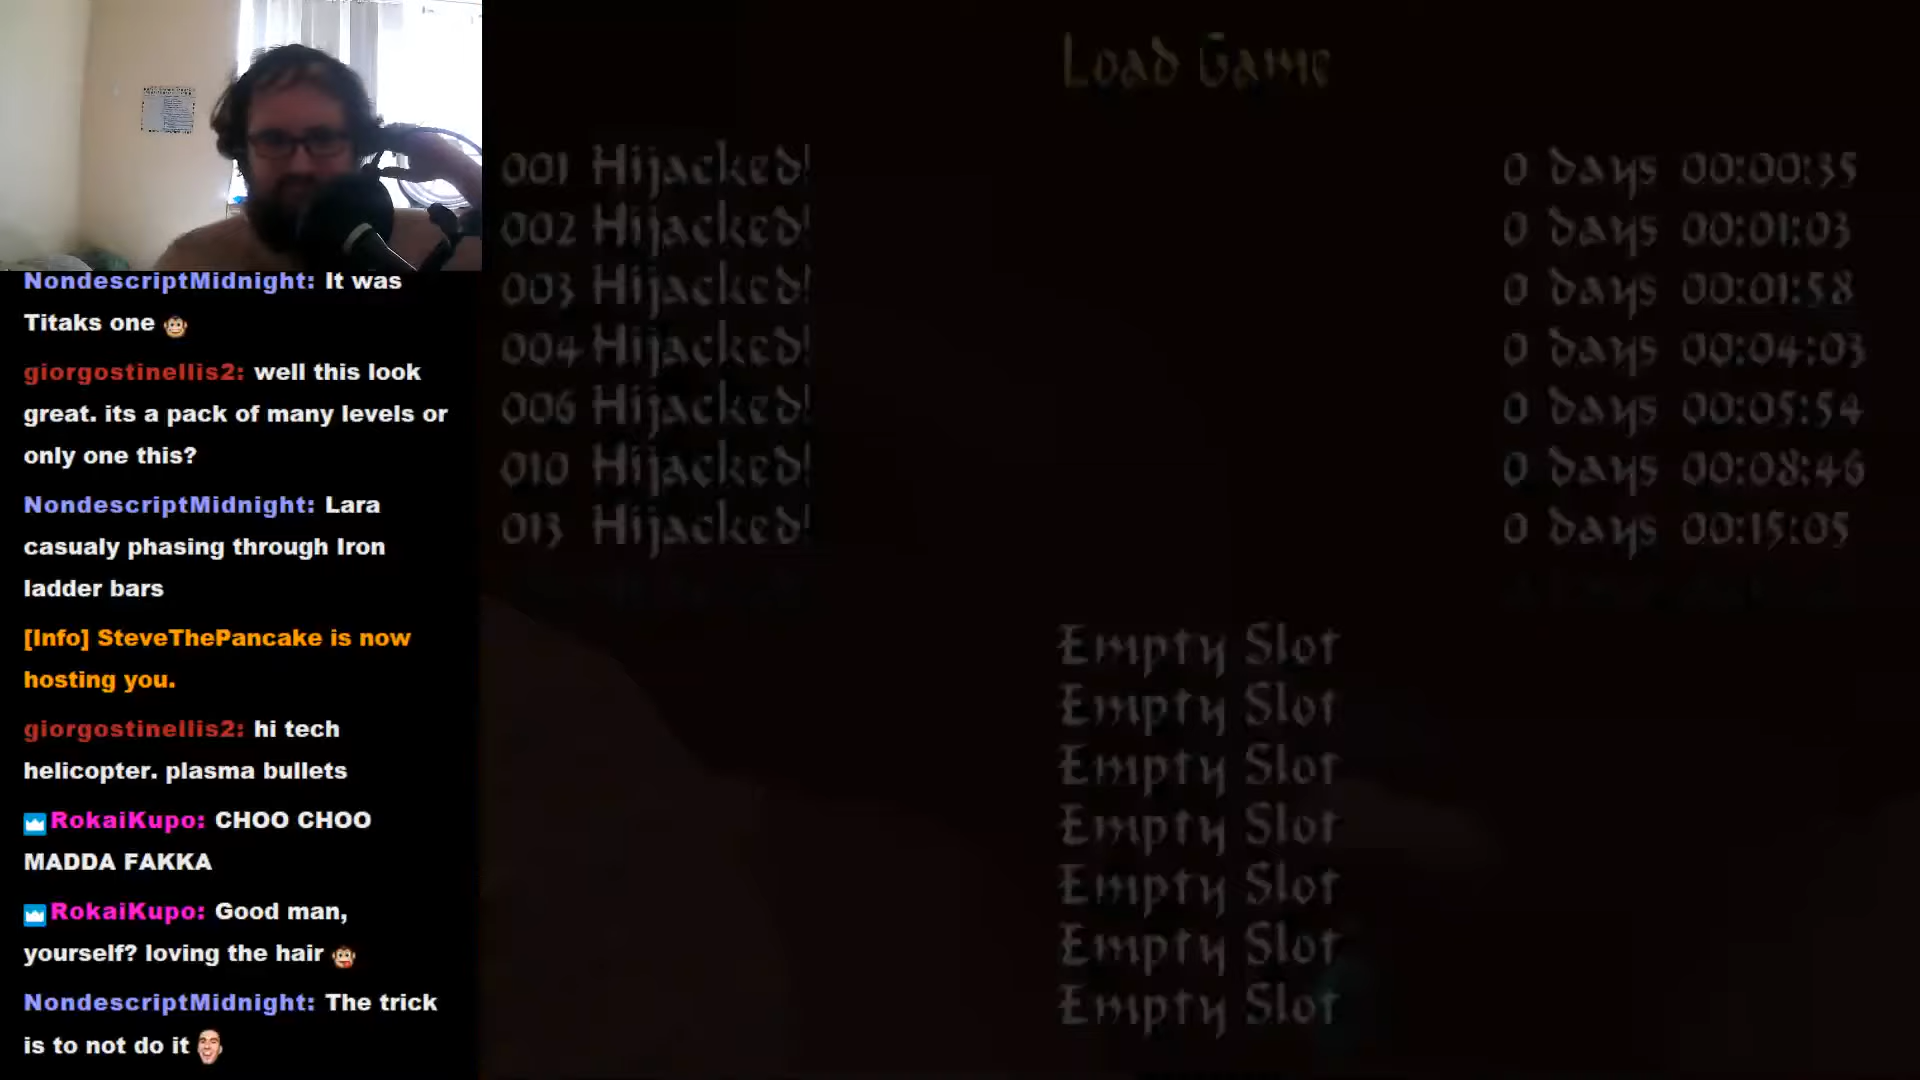 NondescriptMidnight: It was
Titaks one
giorgostinellis2: well this look
great. its a pack of many levels or
only one this?
NondescriptMidnight: Lara
casualy phasing through Iron
ladder bars
[Info] SteveThePancake is now
hosting you.
giorgostinellis2: hi tech
helicopter. plasma bullets
RokaiKupo: CHOO CHOO
MADDA FAKKA
RokaiKupo: Good man,
yourself? loving the hair
NondescriptMidnight: The trick
is to not do it
Load Game
001 Hijacked! 0 days 00:00:35
002 Hijacked! 0 days 00:01:03
003 Hijacked! 0 days 00:01:58
004 Hijacked! 0 days 00:04:03
006 Hijacked! 0 days 00:05:54
010 Hijacked! 0 days 00:08:46
013 Hijacked! 0 days 00:15:05
Empty Slot
Empty Slot
Empty Slot
Empty Slot
Empty Slot
Empty Slot
Empty Slot